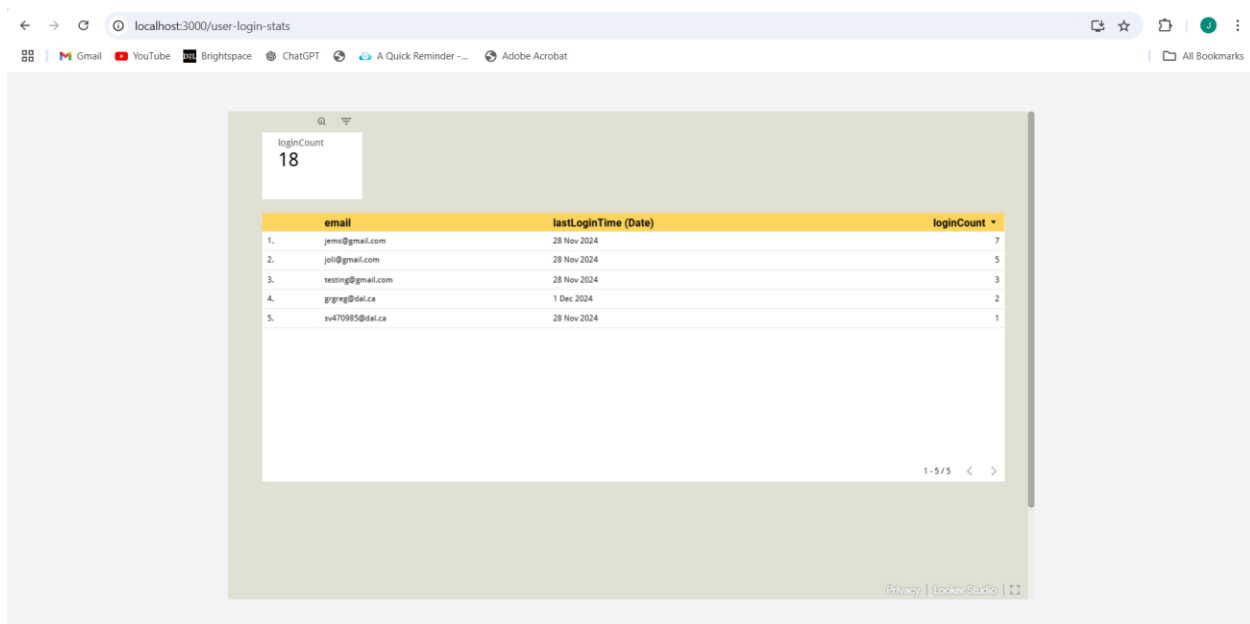 localhost:3000/user-login-stats
J
Gmail YouTube D2L Brightspace ChatGPT A Quick Reminder -... Adobe Acrobat All Bookmarks
loginCount
18
email lastLoginTime (Date) loginCount
1. jems@gmail.com 28 Nov 2024 7
2. joli@gmail.com 28 Nov 2024 5
3. testing@gmail.com 28 Nov 2024 3
4. grgreg@dal.ca 1 Dec 2024 2
5. sv470985@dal.ca 28 Nov 2024 1
1-5/5
Privacy Looker Studio